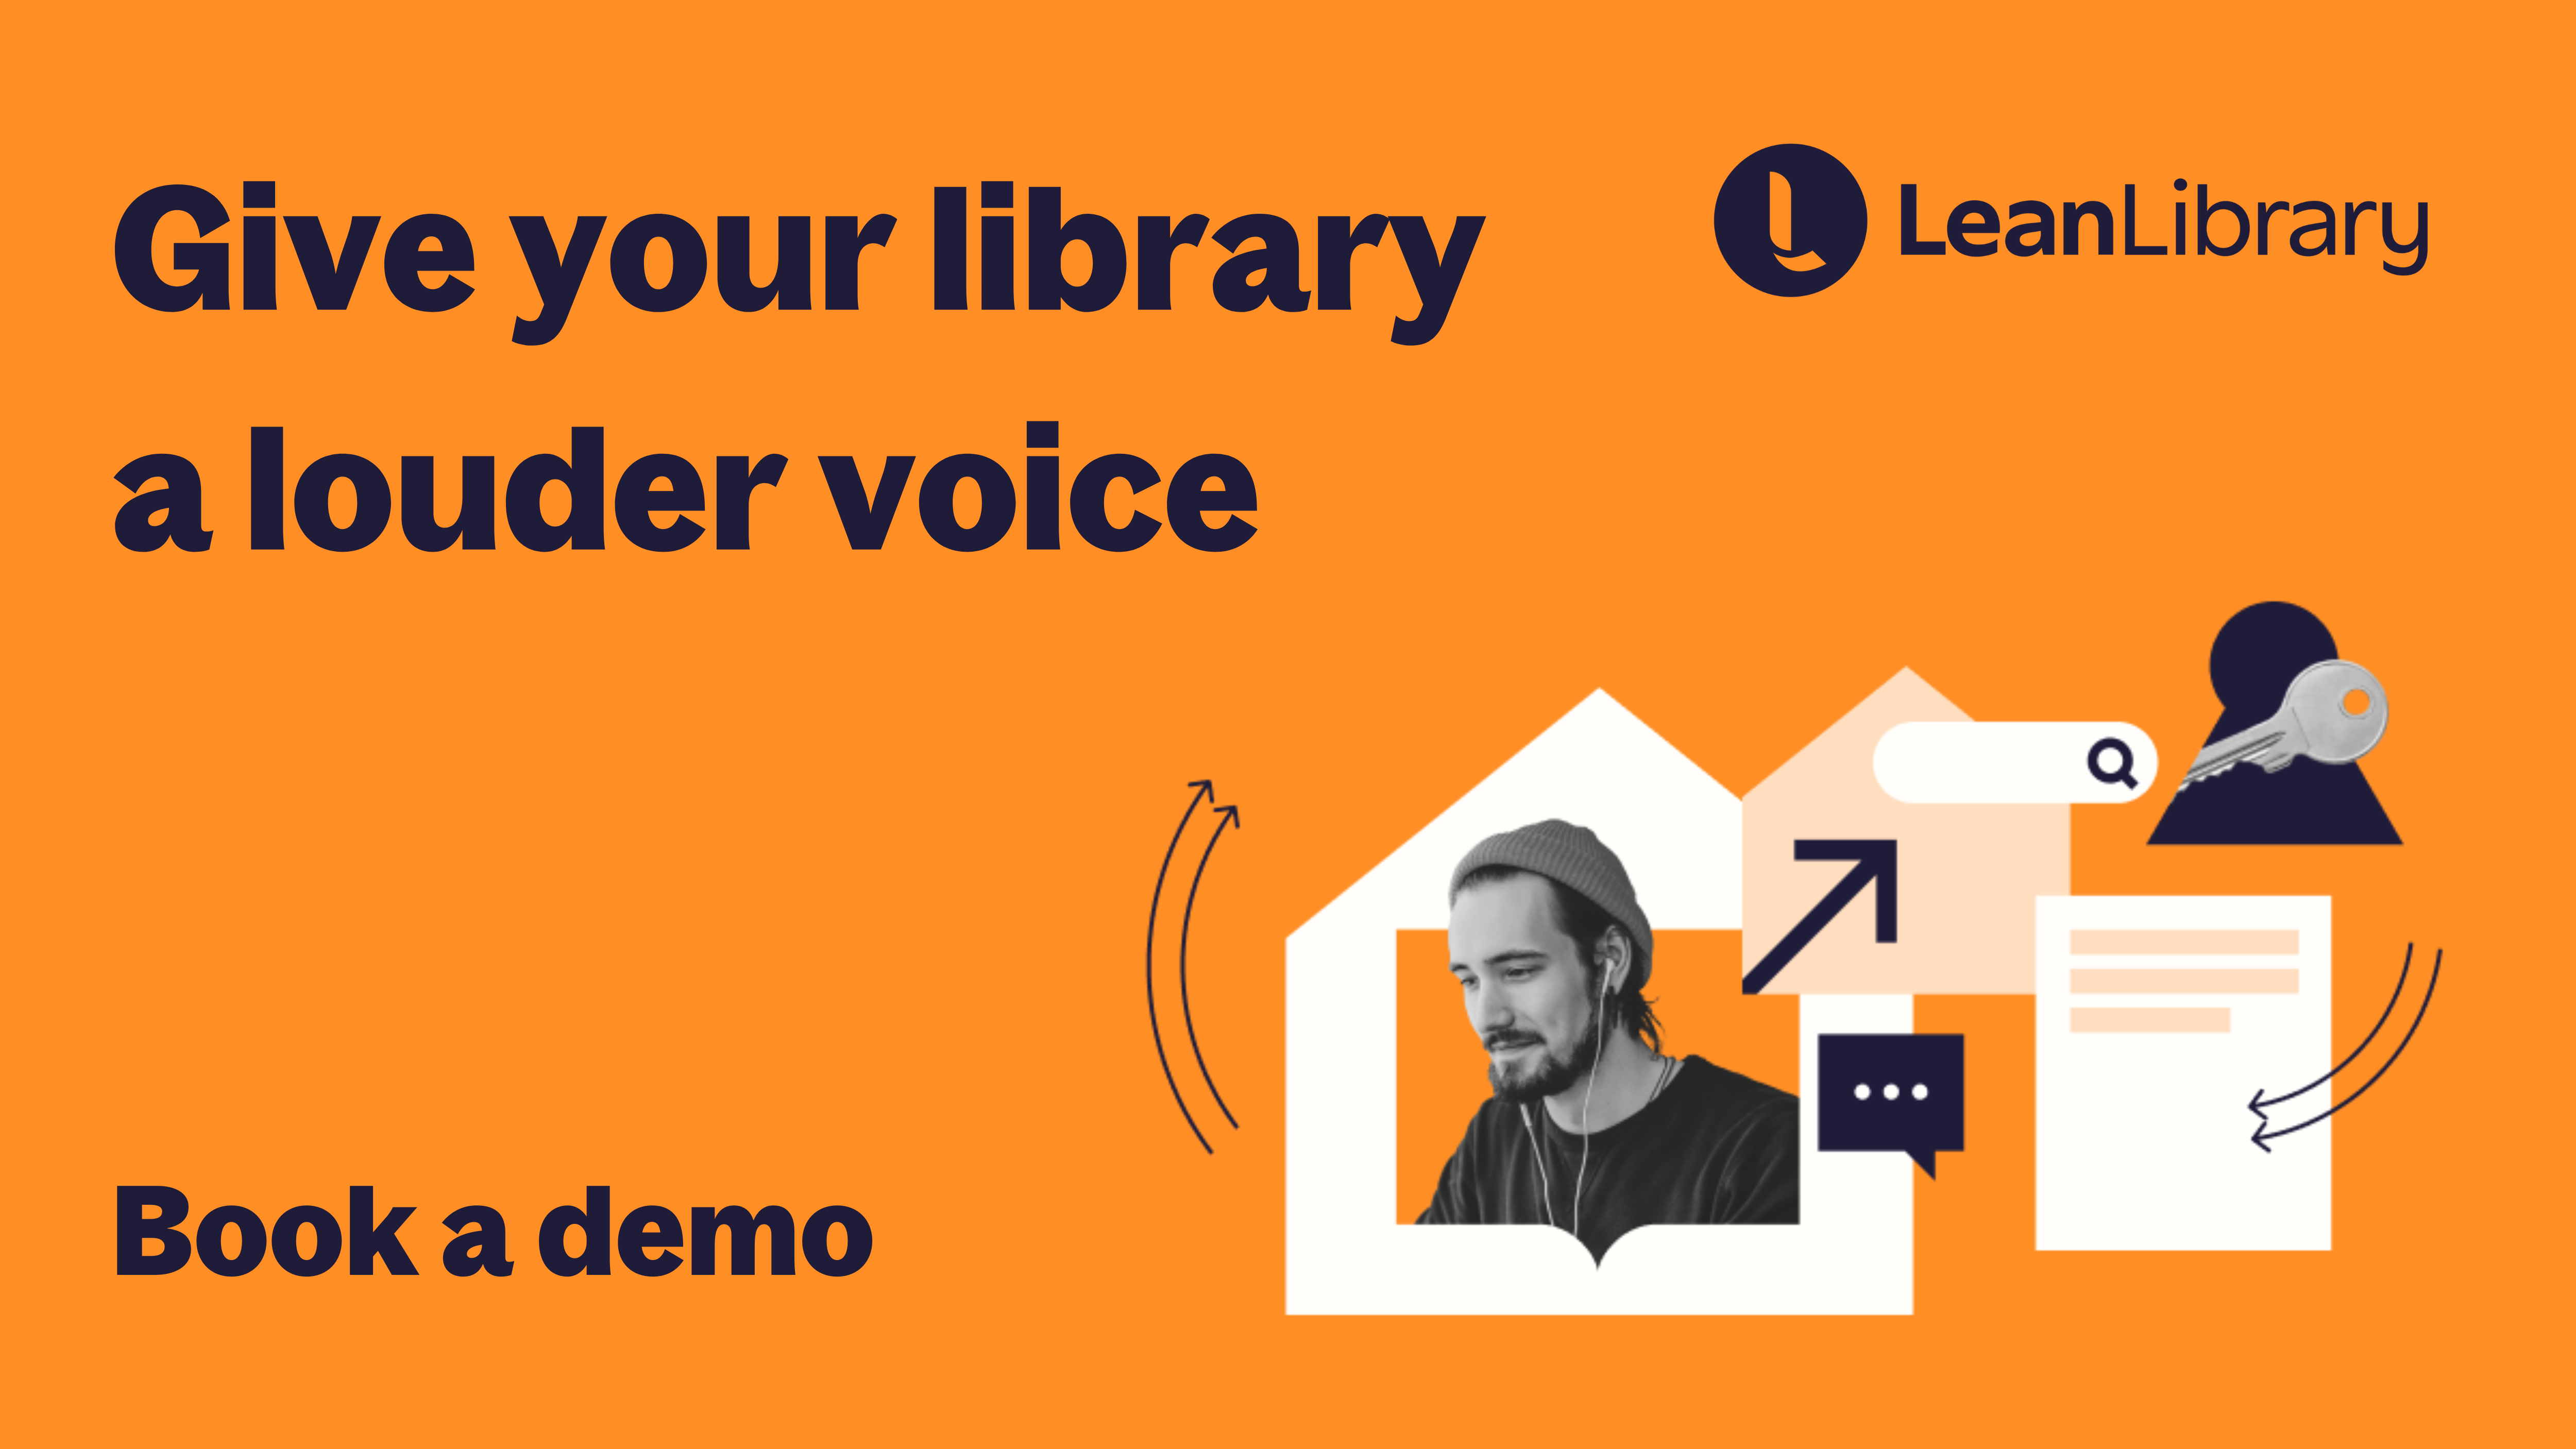 Give your library
a louder voice
LeanLibrary
Book a demo